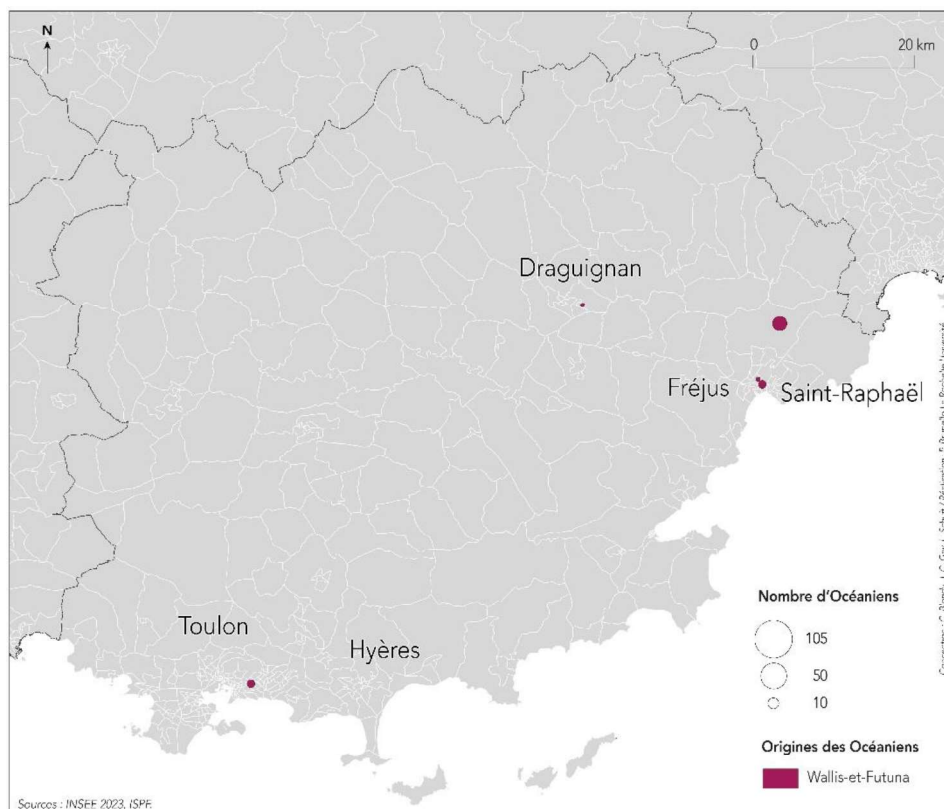 N
0 20 km
Draguignan
Fréjus
Saint-Raphaël
Toulon
Hyères
Nombre d'Océaniens
105
50
10
Origines des Océaniens
Wallis-et-Futuna
Sources : INSEE 2023, ISPF.